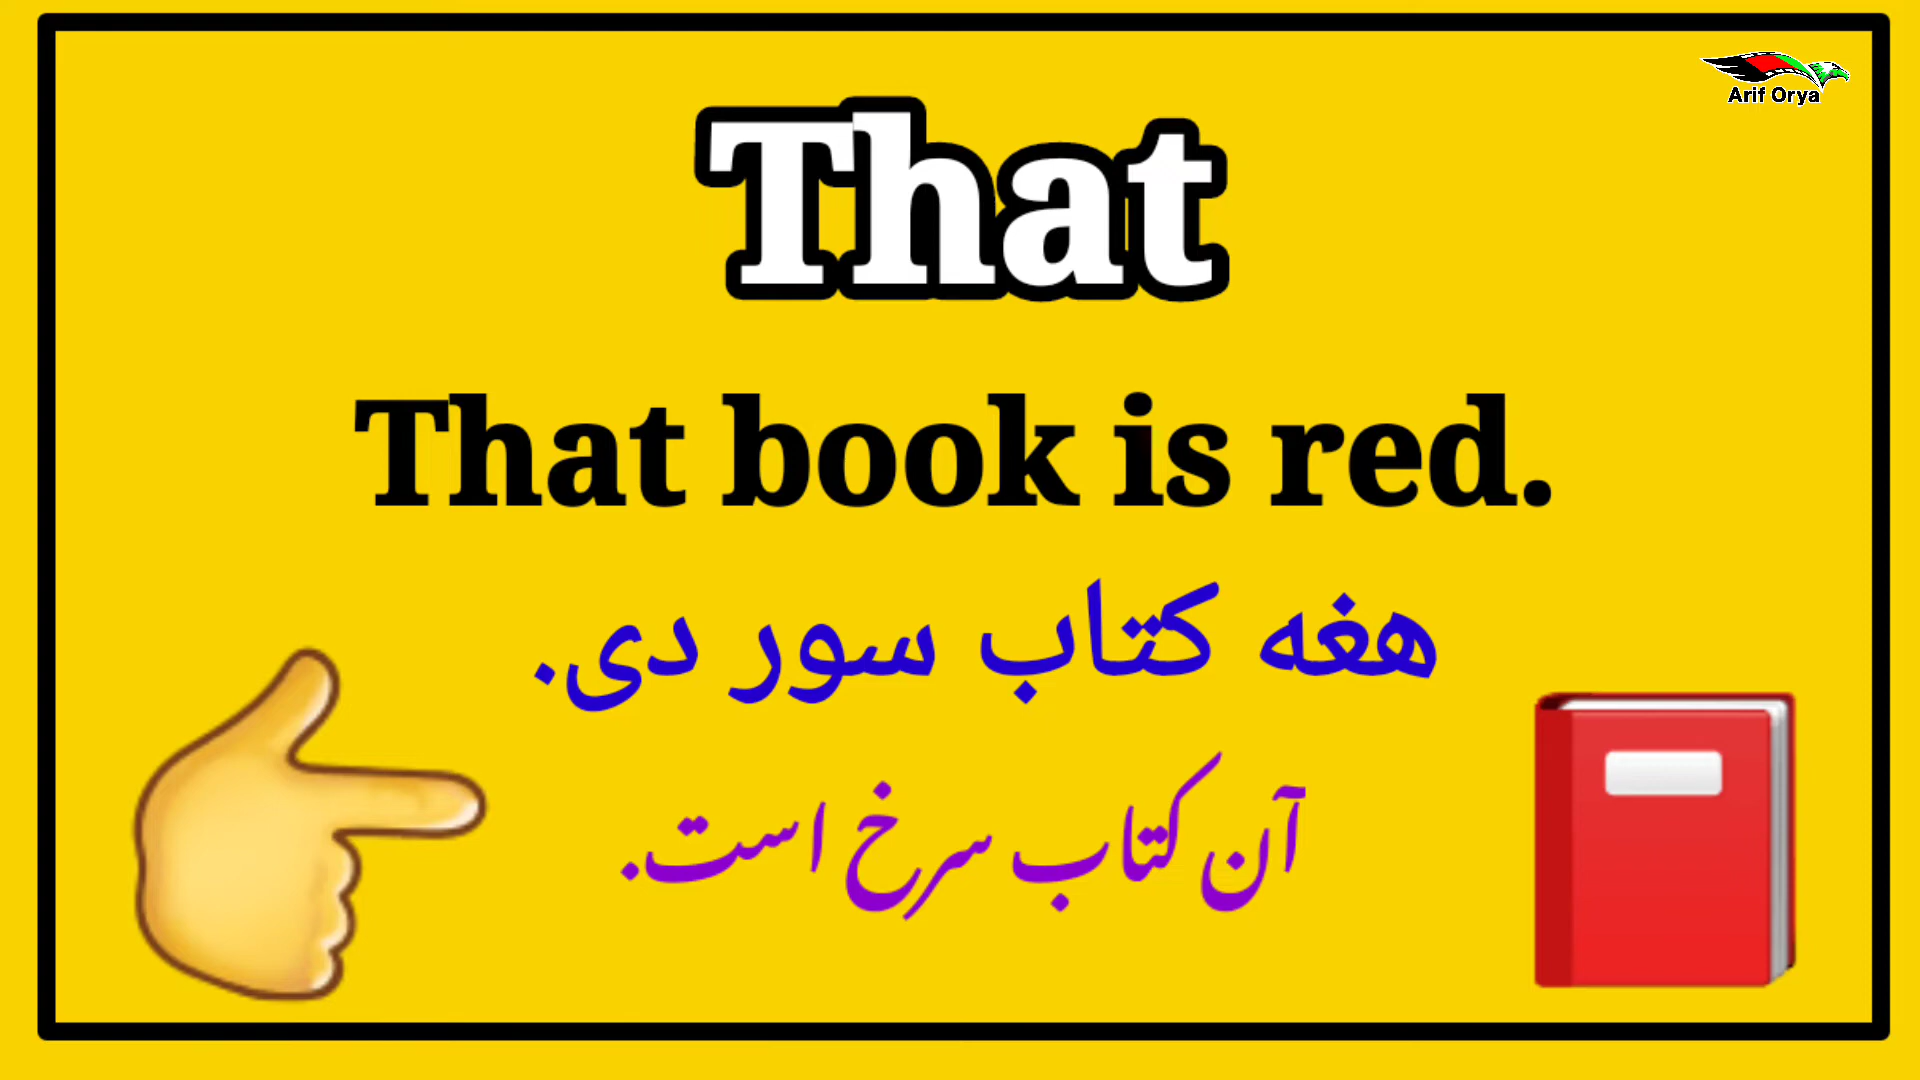 Arif Orya
That
That book is red.
هغه کتاب سور دی.
آن کتاب سرخ است.